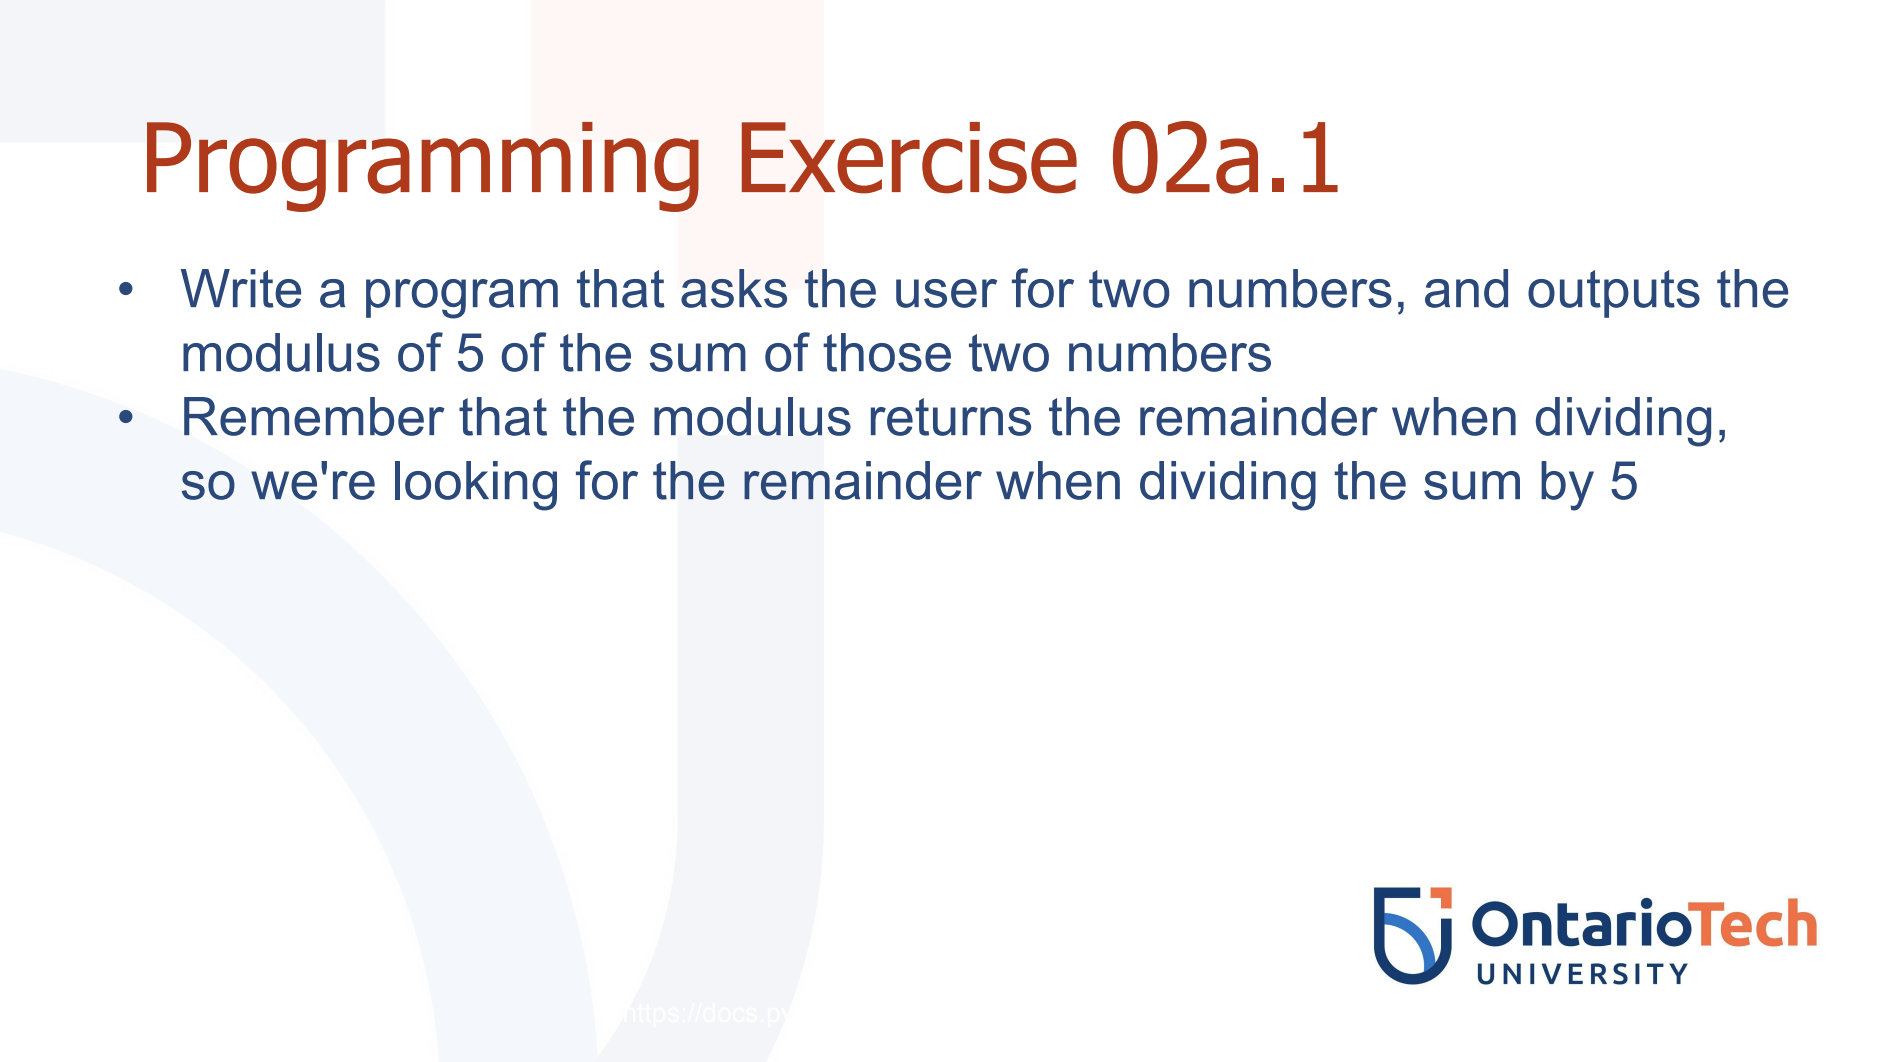 Programming Exercise 02a.1
• Write a program that asks the user for two numbers, and outputs the
modulus of 5 of the sum of those two numbers
• Remember that the modulus returns the remainder when dividing,
so we're looking for the remainder when dividing the sum by 5
OntarioTech
UNIVERSITY
https://docs.py